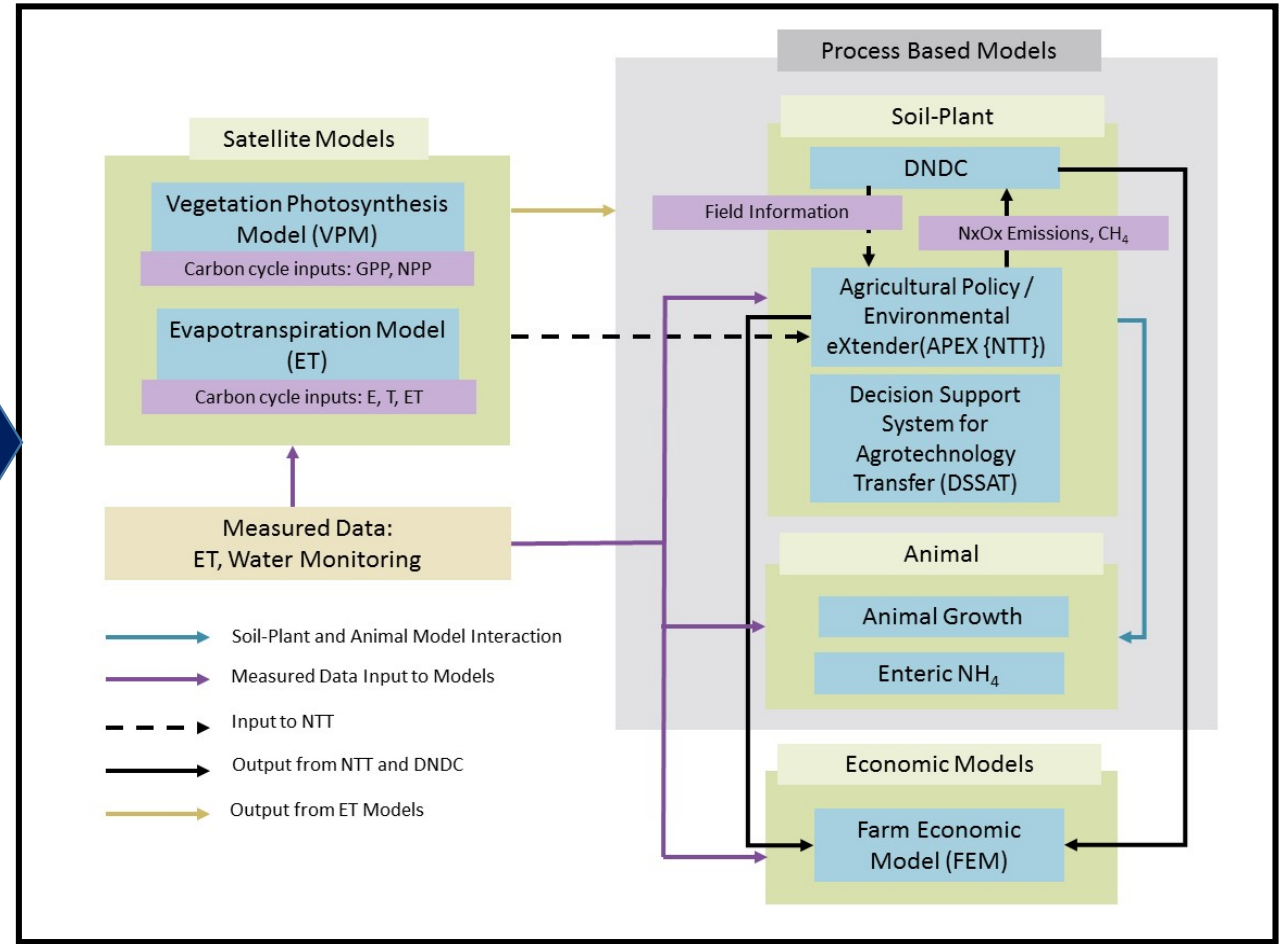 Process Based Models
Soil-Plant
Satellite Models
DNDC
Vegetation Photosynthesis
Model (VPM)
Field Information
NxOx Emissions, CH₄
Carbon cycle inputs: GPP, NPP
Agricultural Policy /
Environmental
eXtender(APEX {NTT})
Evapotranspiration Model
(ET)
Carbon cycle inputs: E, T, ET
Decision Support
System for
Agrotechnology
Transfer (DSSAT)
Measured Data:
ET, Water Monitoring
Animal
Animal Growth
Enteric NH₄
Soil-Plant and Animal Model Interaction
Measured Data Input to Models
Input to NTT
Output from NTT and DNDC
Output from ET Models
Economic Models
Farm Economic
Model (FEM)